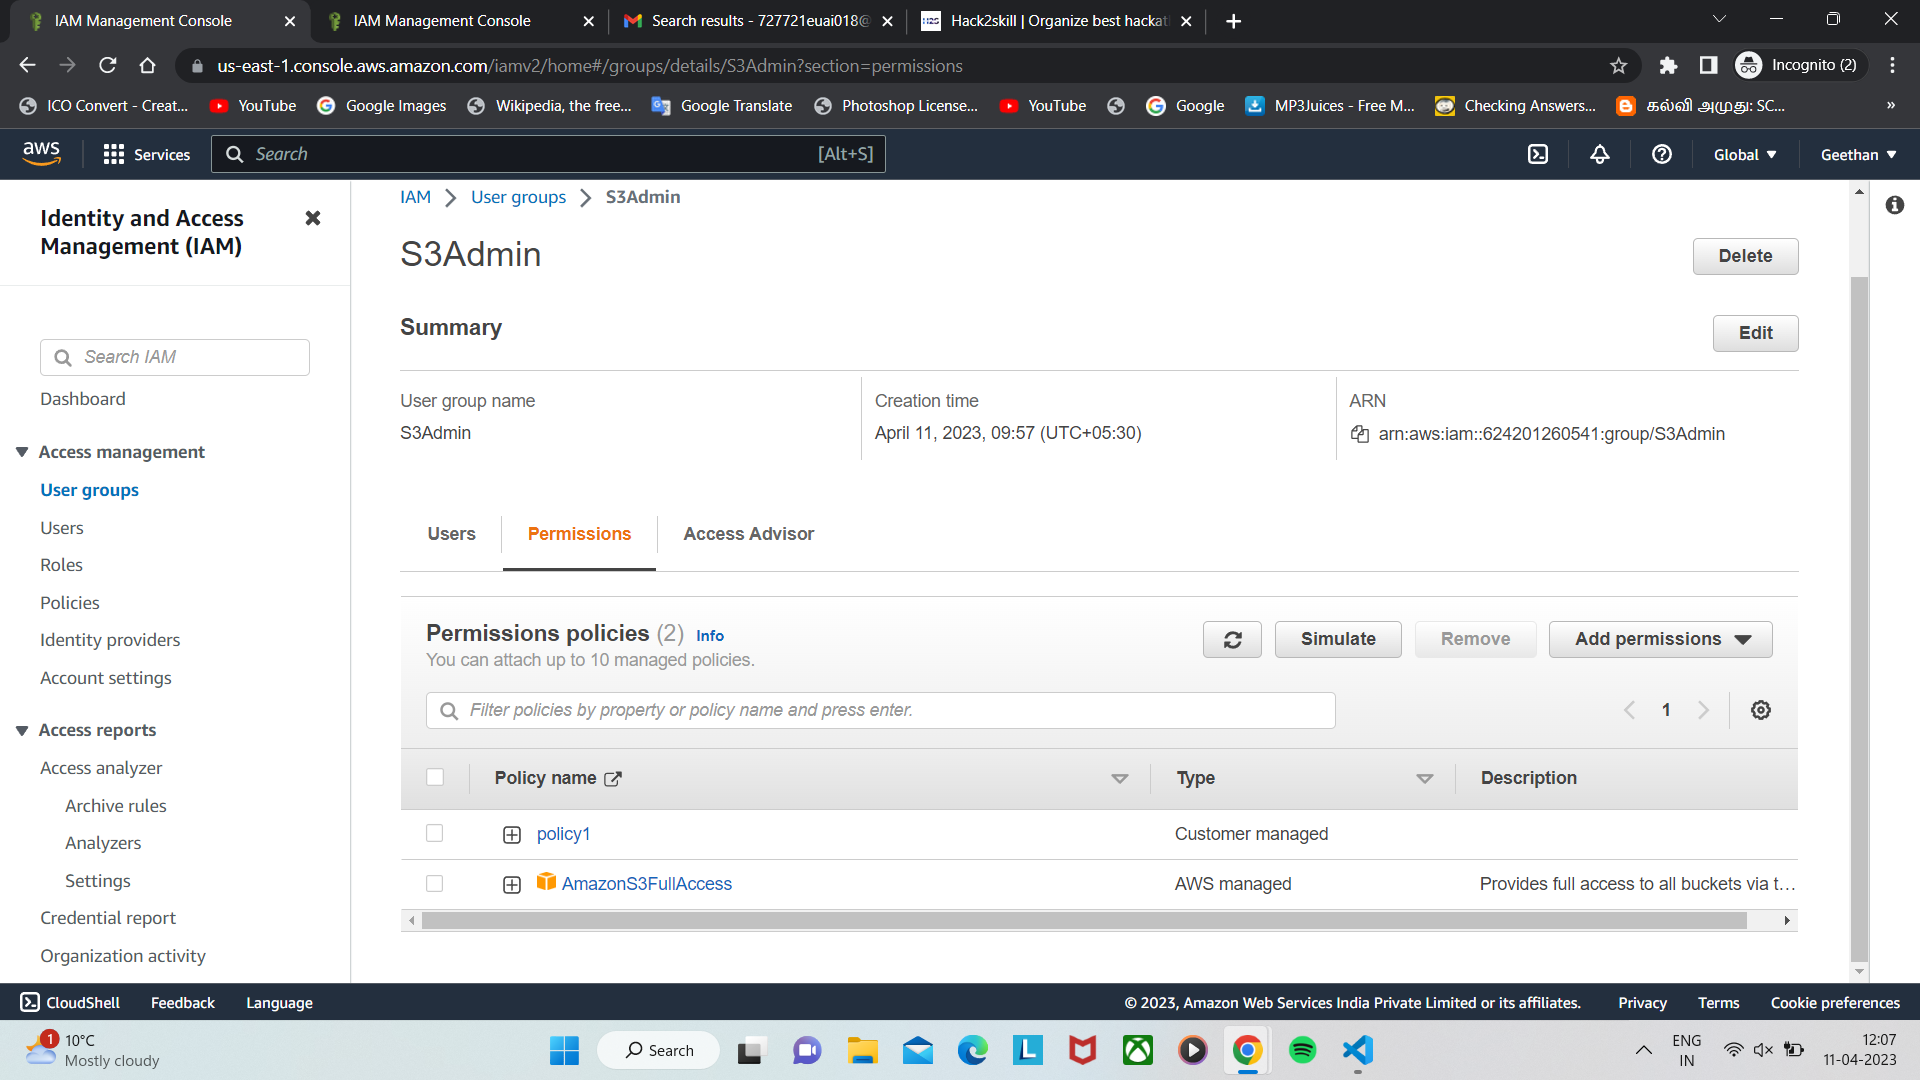 IAM Management Console
IAM Management Console
Search results - 727721euai018@
H2S Hack2skill | Organize best hackat
us-east-1.console.aws.amazon.com/iamv2/home#/groups/details/S3Admin?section=permissions
Incognito (2)
ICO Convert - Creat...
YouTube
Google Images
Wikipedia, the free...
Google Translate
Photoshop License...
YouTube
Google
MP3Juices - Free M...
Checking Answers...
கல்வி அமுது: SC...
»
aws
Services
Search
[Alt+S]
Global
Geethan
Identity and Access
Management (IAM)
Search IAM
Dashboard
Access management
User groups
Users
Roles
Policies
Identity providers
Account settings
Access reports
Access analyzer
Archive rules
Analyzers
Settings
Credential report
Organization activity
IAM > User groups > S3Admin
S3Admin
Delete
Summary
Edit
User group name
S3Admin
Creation time
April 11, 2023, 09:57 (UTC+05:30)
ARN
arn:aws:iam::624201260541:group/S3Admin
Users
Permissions
Access Advisor
Permissions policies (2) Info
You can attach up to 10 managed policies.
Simulate
Remove
Add permissions
Filter policies by property or policy name and press enter.
1
Policy name
Type
Description
policy1
Customer managed
AmazonS3FullAccess
AWS managed
Provides full access to all buckets via t...
CloudShell
Feedback
Language
© 2023, Amazon Web Services India Private Limited or its affiliates.
Privacy
Terms
Cookie preferences
1
10°C
Mostly cloudy
Search
L
ENG
IN
12:07
11-04-2023